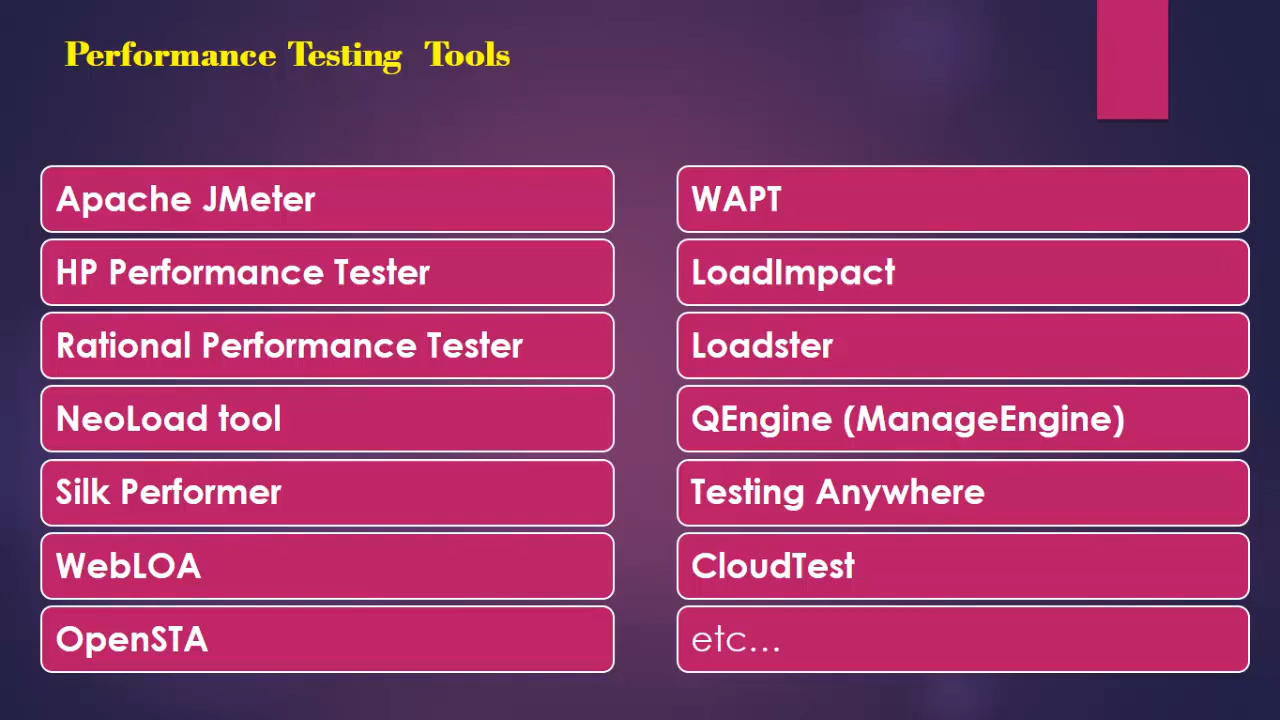 Performance Testing Tools
Apache JMeter
HP Performance Tester
Rational Performance Tester
NeoLoad tool
Silk Performer
WebLOA
OpenSTA
WAPT
LoadImpact
Loadster
QEngine (ManageEngine)
Testing Anywhere
CloudTest
etc...